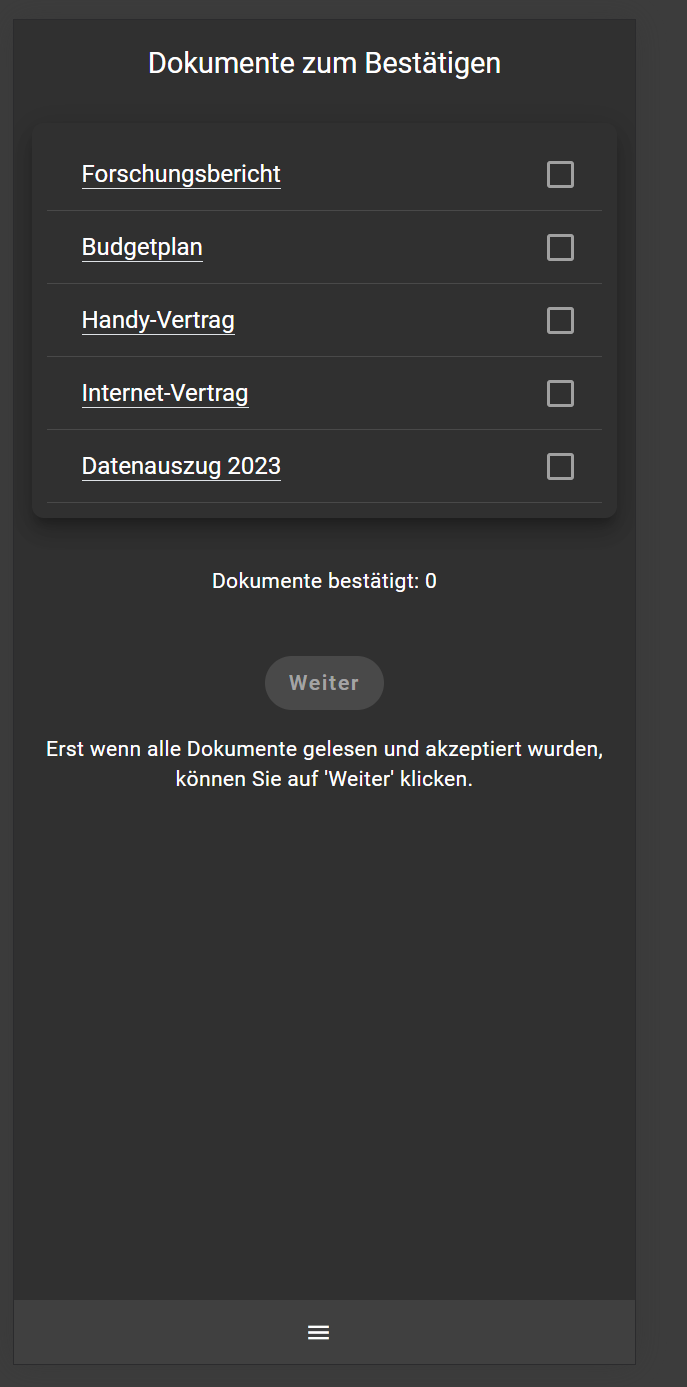 Dokumente zum Bestätigen
Forschungsbericht
Budgetplan
Handy-Vertrag
Internet-Vertrag
Datenauszug 2023
Dokumente bestätigt: 0
Weiter
Erst wenn alle Dokumente gelesen und akzeptiert wurden,
können Sie auf 'Weiter' klicken.